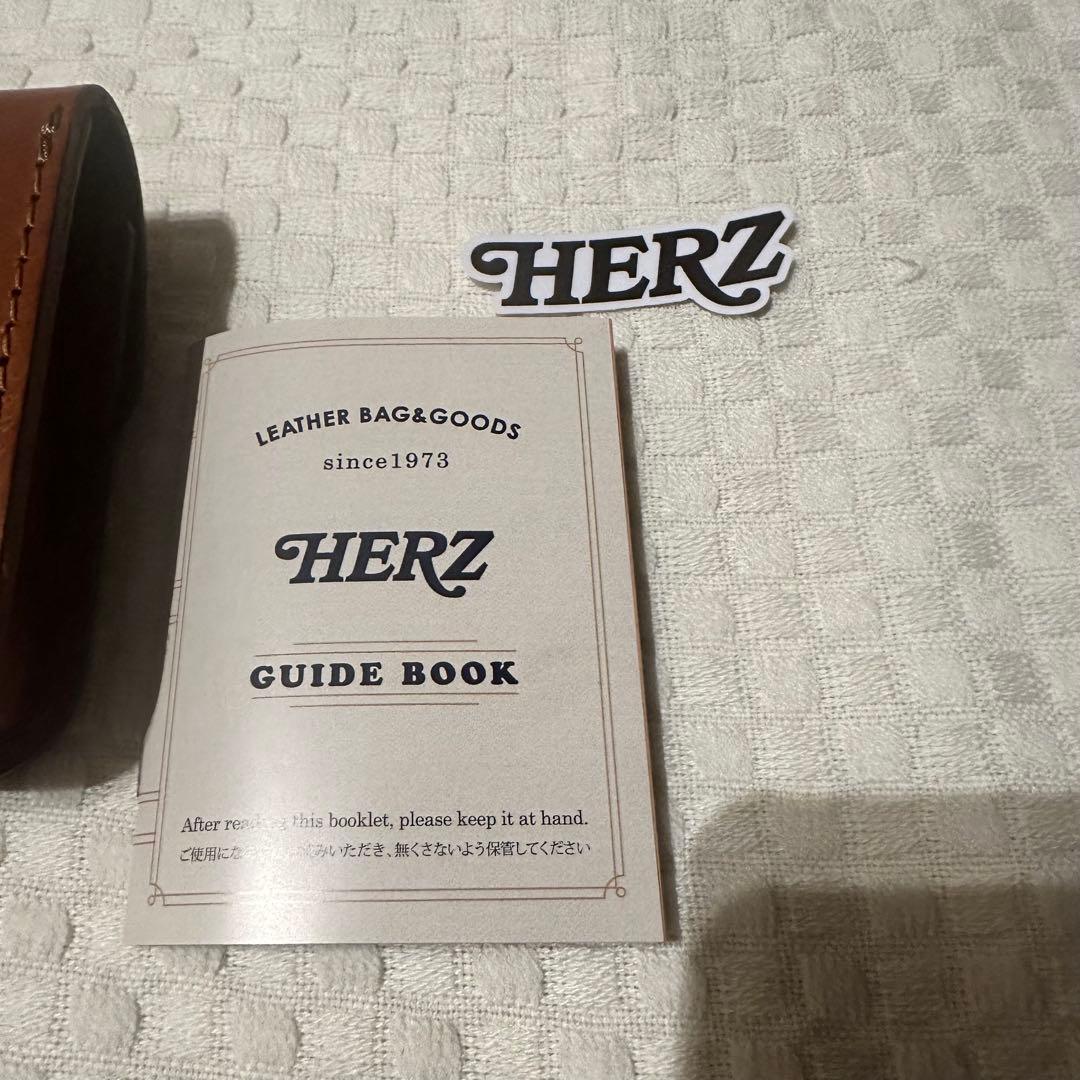 HERZ
LEATHER BAG&GOODS
since1973
HERZ
GUIDE BOOK
After this booklet, please keep it at hand.
ご使用にな みいただき、無くさないよう保管してください